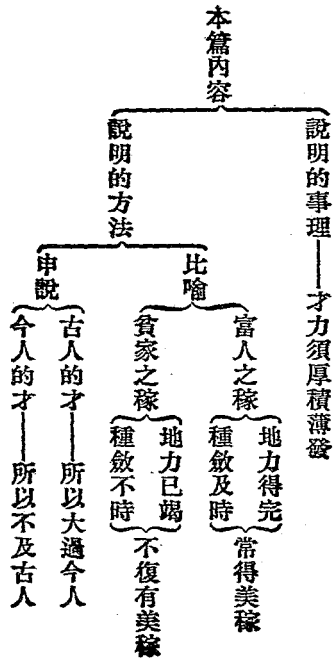 本篇內容
說明的事理——才力須厚積薄發
說明的方法
比喻
富人之稼
地力得完
種斂及時
常得美稼
貧家之稼
地力已竭
種斂不時
不復有美稼
申說
古人的才——所以大過今人
今人的才——所以不及古人